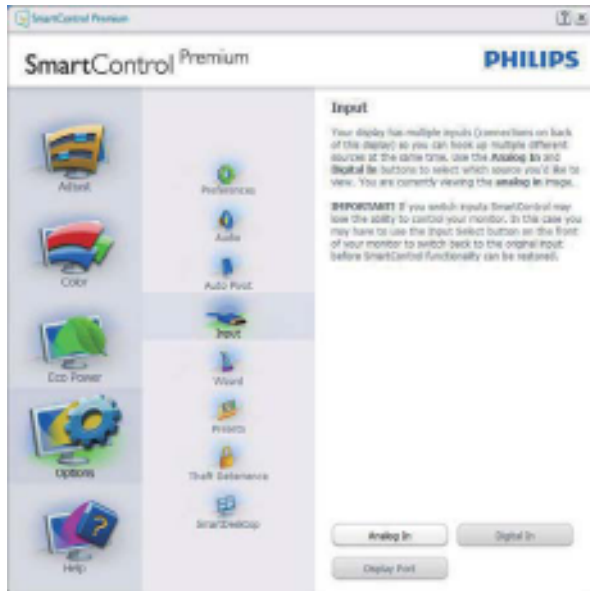 SmartControl Premium
SmartControl Premium
PHILIPS
Adjust
Color
Eco Power
Options
Help
Preferences
Audio
Auto Pivot
Input
Wizard
Presets
Theft Deterrence
SmartDesktop
Input
Your display has multiple inputs (connections on back
of this display) so you can hook up multiple different
sources at the same time. Use the Analog In and
Digital In buttons to select which source you'd like to
view. You are currently viewing the analog in image.
IMPORTANT! If you switch inputs SmartControl may
lose the ability to control your monitor. In this case you
may have to use the Input Select button on the front
of your monitor to switch back to the original input
before SmartControl functionality can be restored.
Analog In
Digital In
Display Port